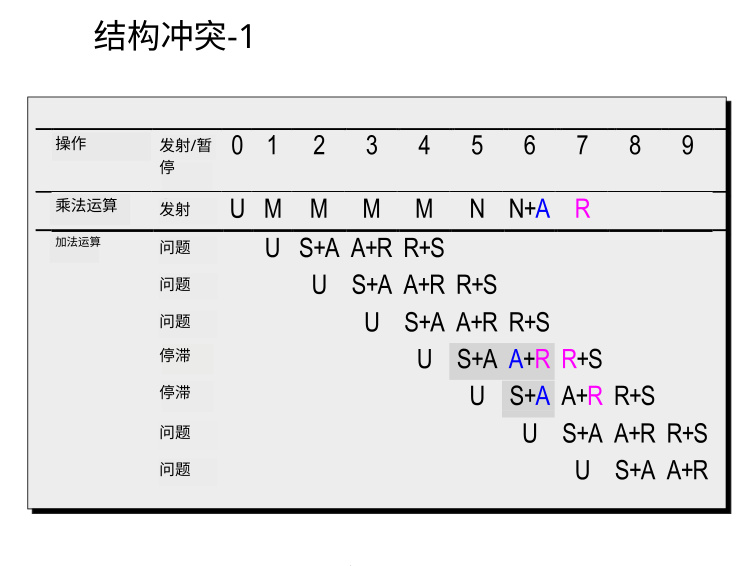 结构冲突-1
操作 发射/暂停 0 1 2 3 4 5 6 7 8 9
乘法运算 发射 U M M M M N N+A R
加法运算 问题 U S+A A+R R+S
问题 U S+A A+R R+S
问题 U S+A A+R R+S
停滞 U S+A A+R R+S
停滞 U S+A A+R R+S
问题 U S+A A+R R+S
问题 U S+A A+R